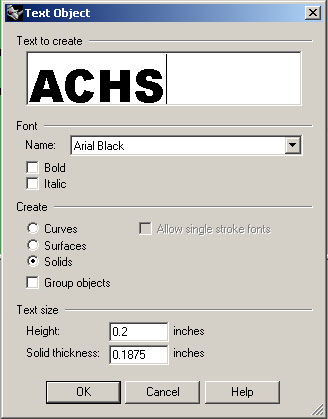 Text Object
Text to create
ACHS
Font
Name: Arial Black
Bold
Italic
Create
Curves Allow single stroke fonts
Surfaces
Solids
Group objects
Text size
Height: 0.2 inches
Solid thickness: 0.1875 inches
OK Cancel Help